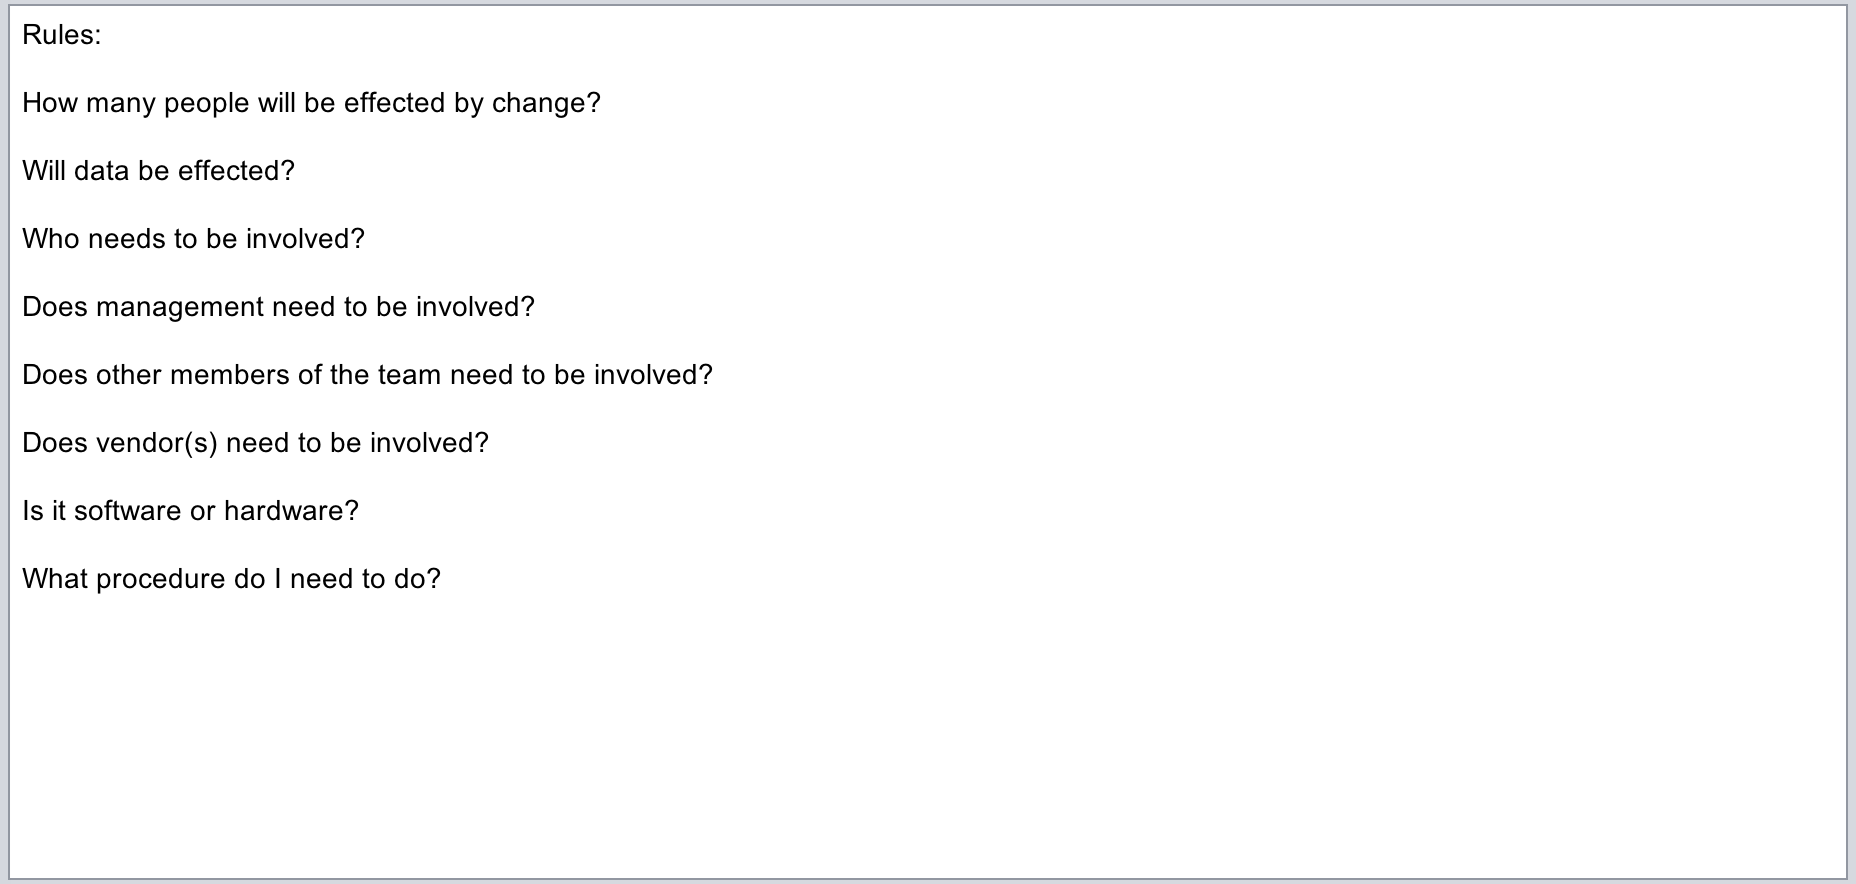 Rules:
How many people will be effected by change?
Will data be effected?
Who needs to be involved?
Does management need to be involved?
Does other members of the team need to be involved?
Does vendor(s) need to be involved?
Is it software or hardware?
What procedure do I need to do?